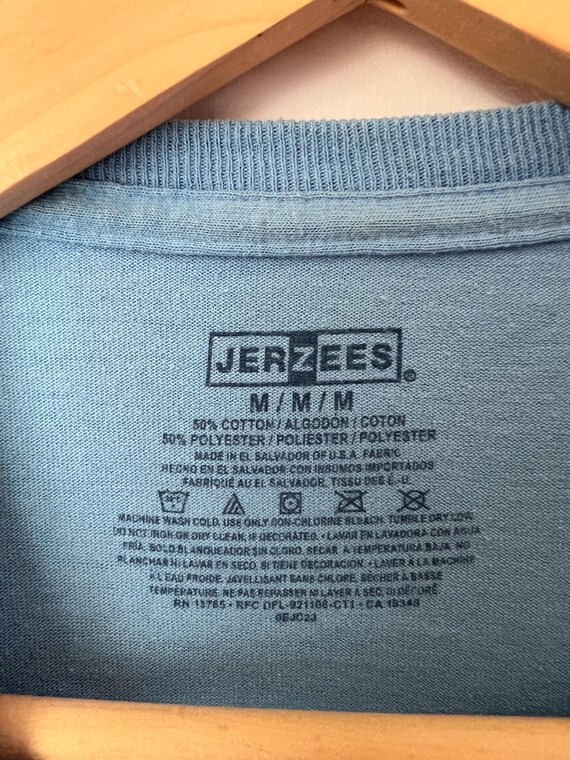 JERZEES®
M / M / M
50% COTTON / ALGODON / COTON
50% POLYESTER / POLIESTER / POLYESTER
MADE IN EL SALVADOR OF U.S.A. FABRIC
HECHO EN EL SALVADOR CON INSUMOS IMPORTADOS
FABRIQUÉ AU EL SALVADOR, TISSU DES É.-U.
MACHINE WASH COLD. USE ONLY NON-CHLORINE BLEACH. TUMBLE DRY LOW.
DO NOT IRON OR DRY CLEAN, IF DECORATED. • LAVAR EN LAVADORA CON AGUA
FRÍA. SOLO BLANQUEADOR SIN CLORO. SECAR A TEMPERATURA BAJA. NO
PLANCHAR NI LAVAR EN SECO, SI TIENE DECORACION. • LAVER A LA MACHINE
A L'EAU FROIDE. JAVELLISANT SANS CHLORE. SÉCHER A BASSE
TEMPÉRATURE. NE PAS REPASSER NI LAVER A SEC, SI DÉCORÉ.
RN 13765 • RFC DFL-921106-CT1 • CA 19349